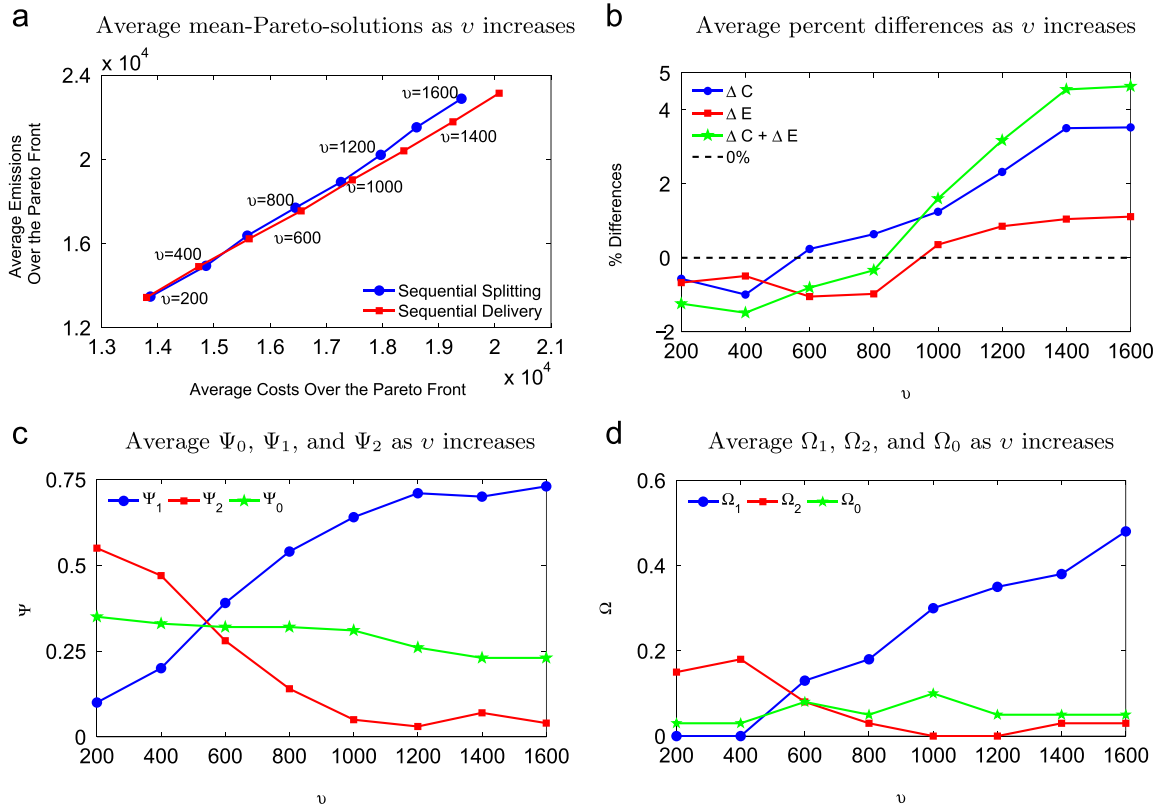 a
Average mean-Pareto-solutions as υ increases
x 10⁴
2.4
2
1.6
1.2
Average Emissions
Over the Pareto Front
υ=1600
υ=1400
υ=1200
υ=1000
υ=800
υ=600
υ=400
υ=200
Sequential Splitting
Sequential Delivery
1.3 1.4 1.5 1.6 1.7 1.8 1.9 2 2.1
x 10⁴
Average Costs Over the Pareto Front
b
Average percent differences as υ increases
5
4
2
0
−2
% Differences
Δ C
Δ E
Δ C + Δ E
0%
200 400 600 800 1000 1200 1400 1600
υ
c
Average Ψ₀, Ψ₁, and Ψ₂ as υ increases
0.75
0.5
0.25
0
Ψ
Ψ₁ Ψ₂ Ψ₀
200 400 600 800 1000 1200 1400 1600
υ
d
Average Ω₁, Ω₂, and Ω₀ as υ increases
0.6
0.4
0.2
0
Ω
Ω₁ Ω₂ Ω₀
200 400 600 800 1000 1200 1400 1600
υ